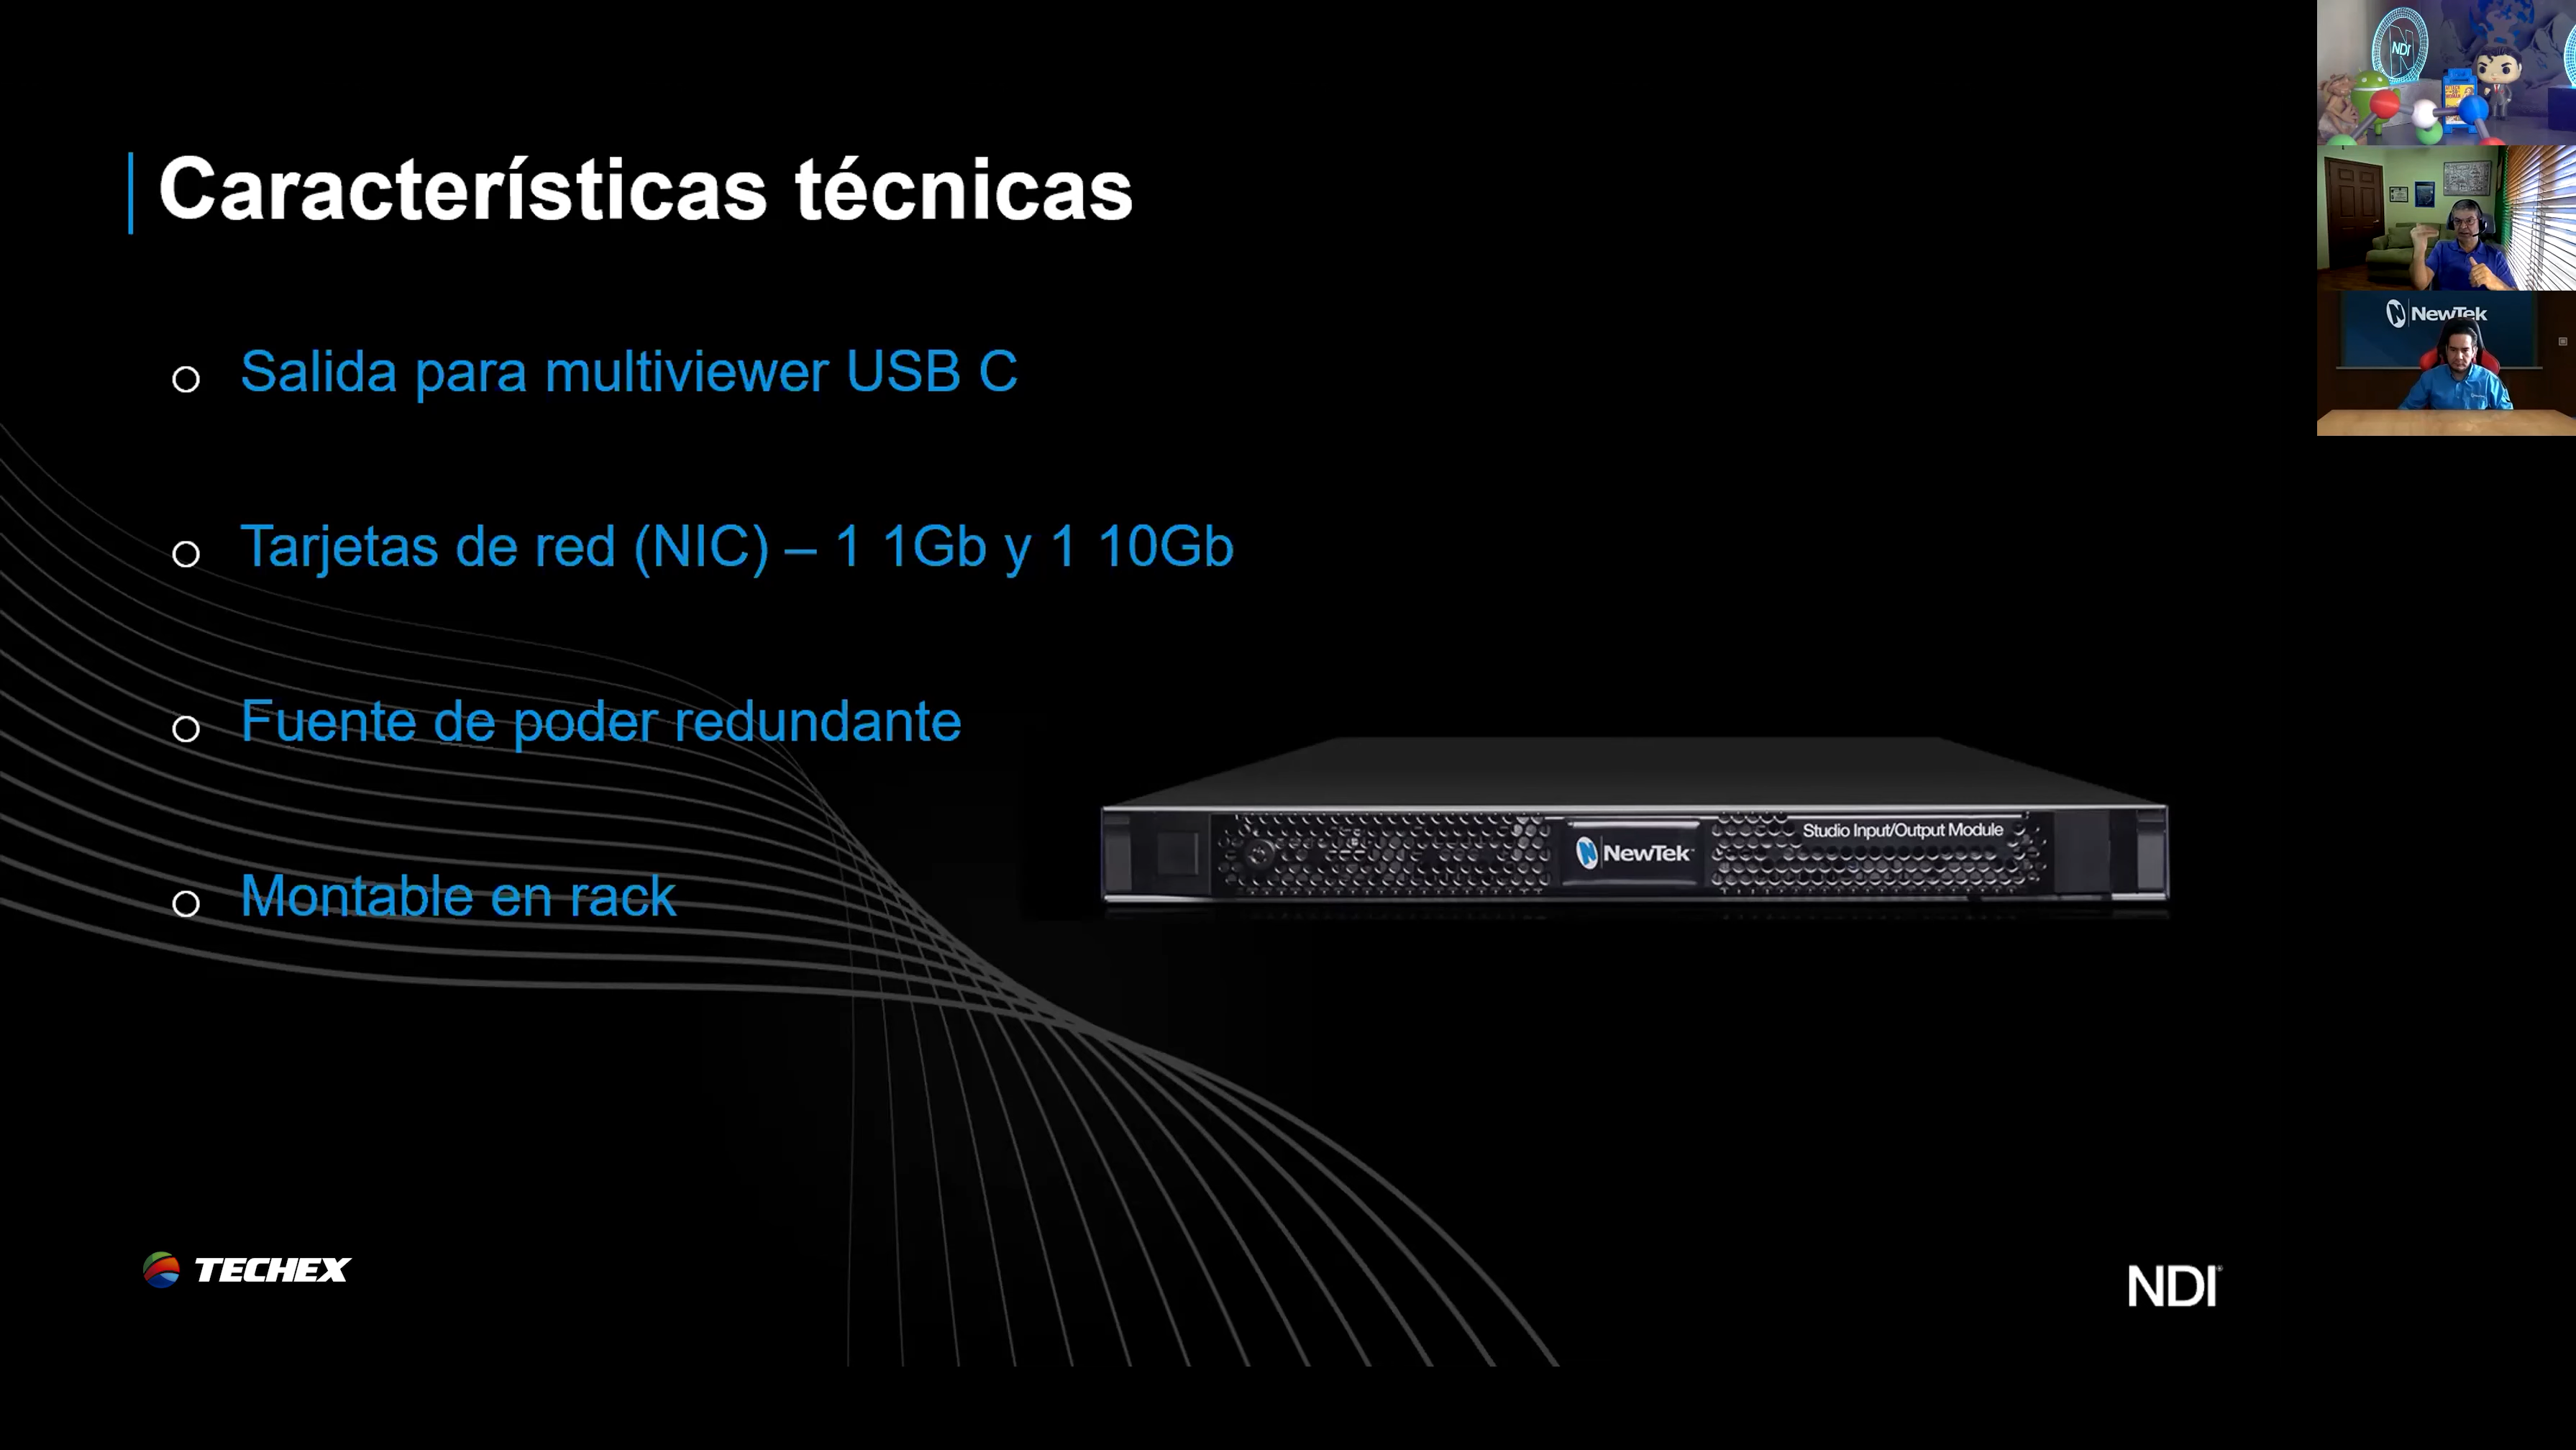 Características técnicas
Salida para multiviewer USB C
Tarjetas de red (NIC) – 1 1Gb y 1 10Gb
Fuente de poder redundante
Montable en rack
Studio Input/Output Module
NewTek
TECHEX
NDI
NDI
NewTek